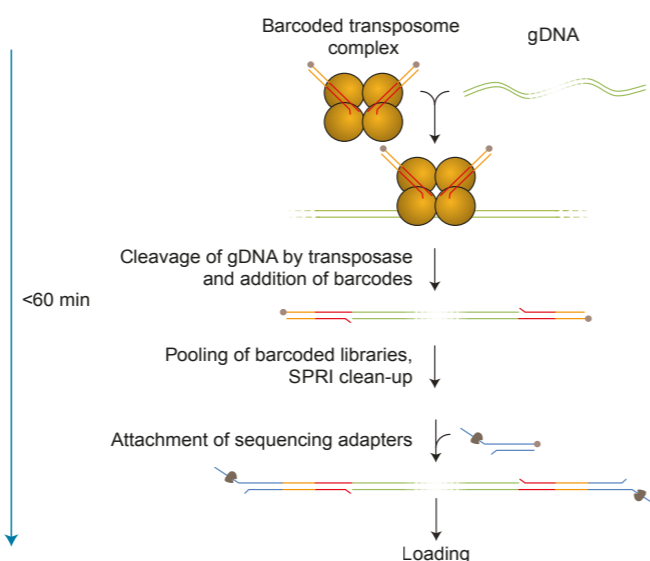 Barcoded transposome
complex
gDNA
Cleavage of gDNA by transposase
and addition of barcodes
<60 min
Pooling of barcoded libraries,
SPRI clean-up
Attachment of sequencing adapters
Loading